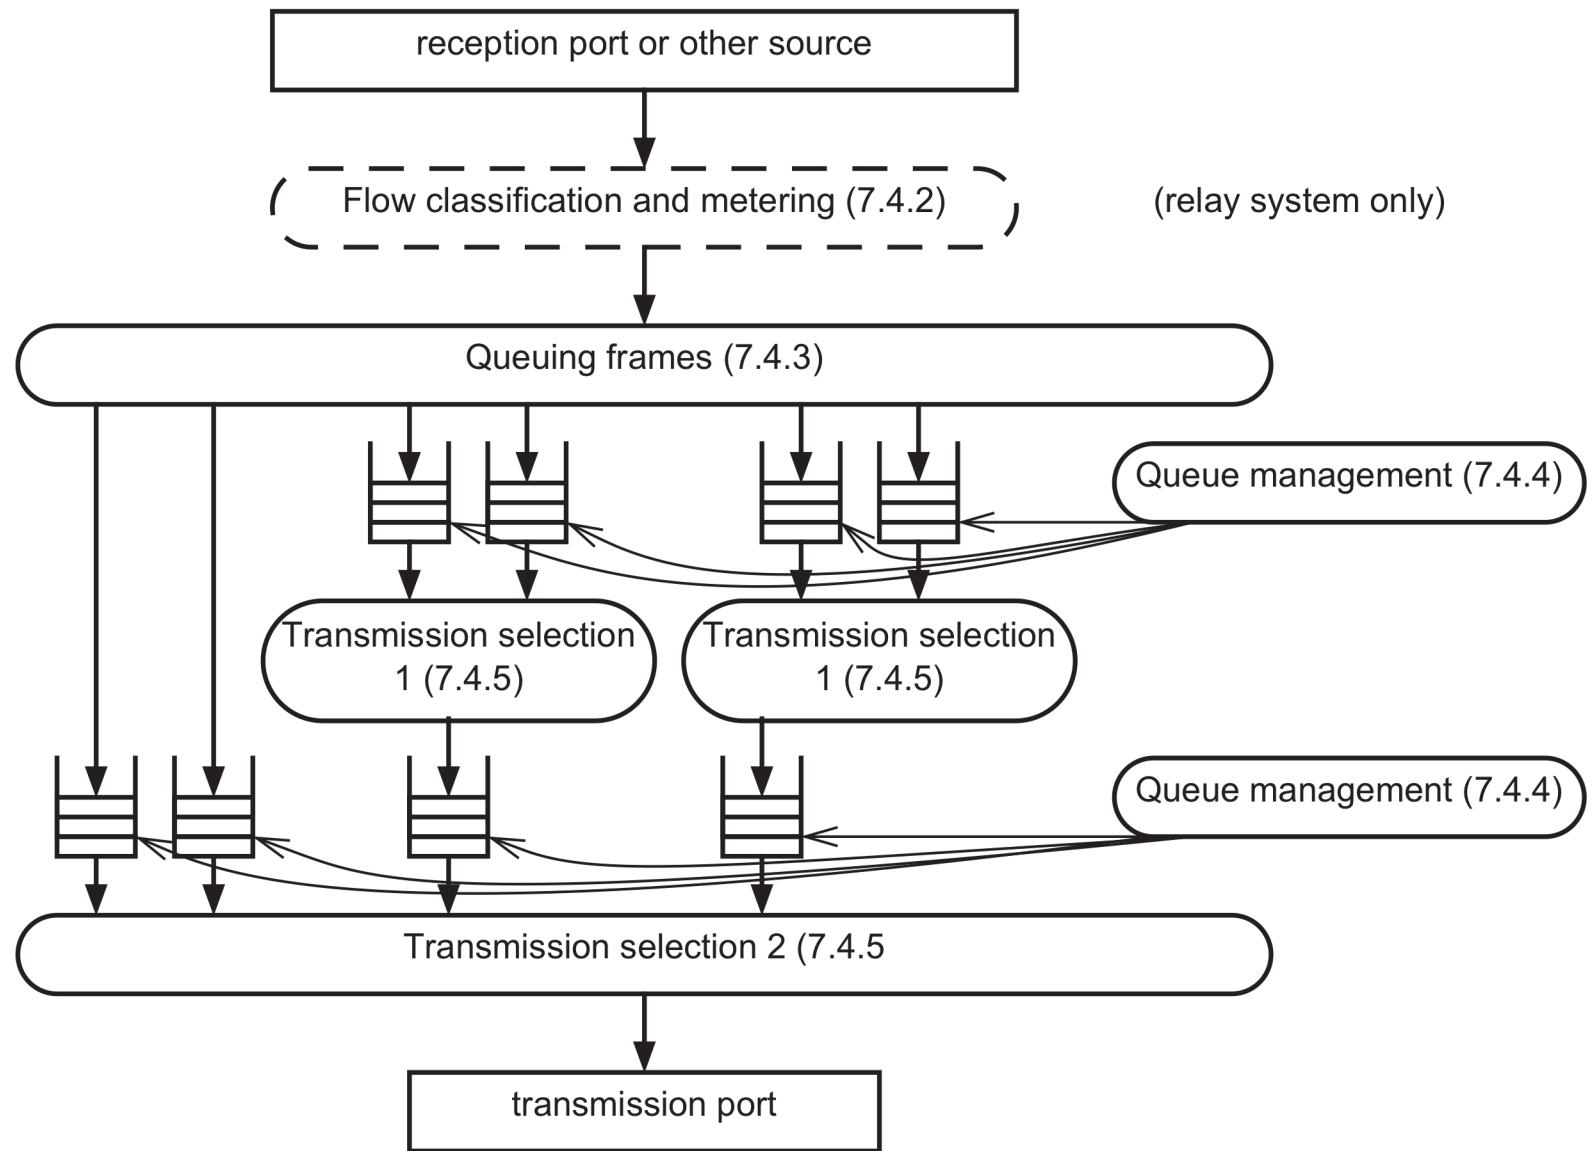 reception port or other source
Flow classification and metering (7.4.2)
(relay system only)
Queuing frames (7.4.3)
Queue management (7.4.4)
Transmission selection
1 (7.4.5)
Transmission selection
1 (7.4.5)
Queue management (7.4.4)
Transmission selection 2 (7.4.5
transmission port